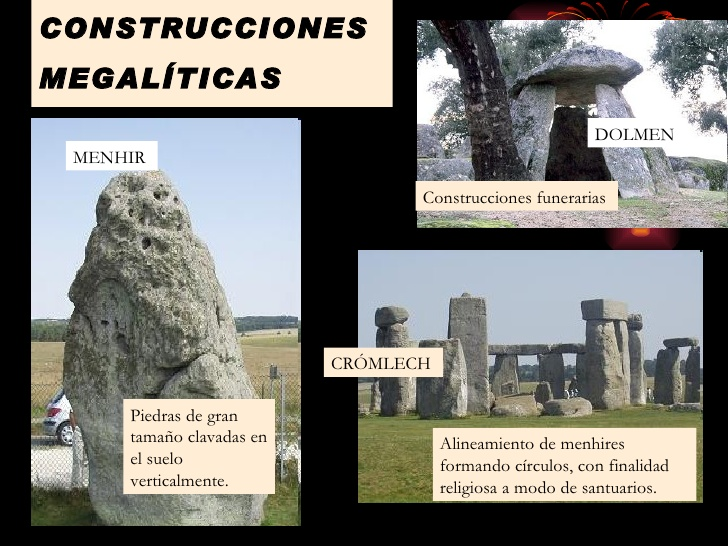 CONSTRUCCIONES
MEGALÍTICAS
MENHIR
Piedras de gran
tamaño clavadas en
el suelo
verticalmente.
DOLMEN
Construcciones funerarias
CRÓMLECH
Alineamiento de menhires
formando círculos, con finalidad
religiosa a modo de santuarios.